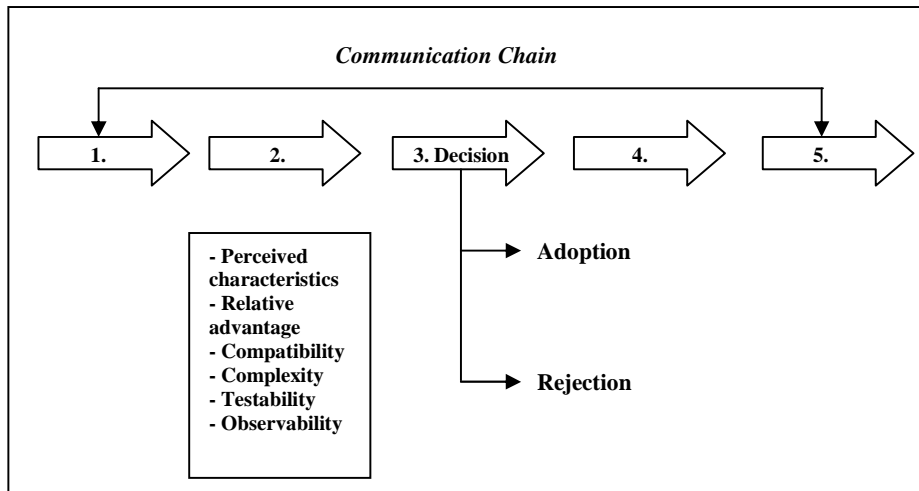 Communication Chain
1.
2.
3. Decision
4.
5.
- Perceived
characteristics
- Relative
advantage
- Compatibility
- Complexity
- Testability
- Observability
Adoption
Rejection